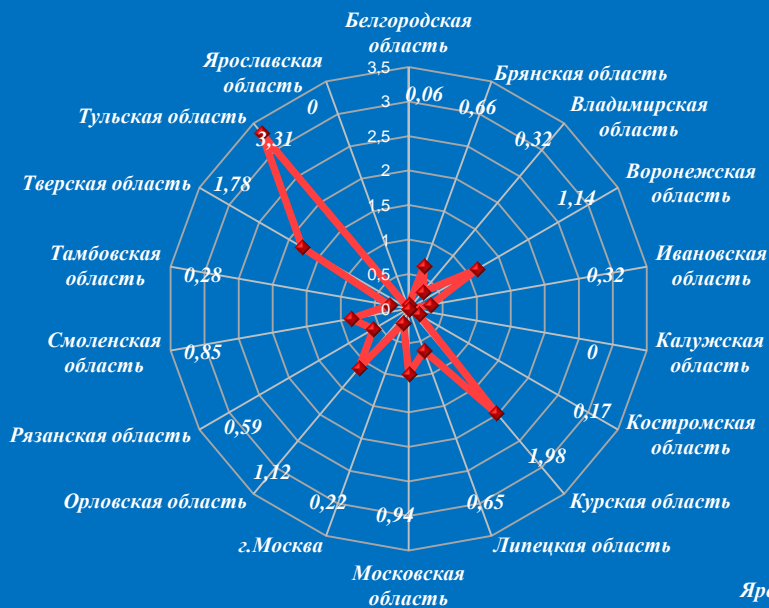 Белгородская
область
Ярославская
область
Брянская область
3,5
Тульская область
Владимирская
область
0
3
0,06
0,66
3,31
2,5
0,32
Тверская область
1,78
2
Воронежская
область
1,14
1,5
Тамбовская
область
1
Ивановская
область
0,28
0,5
0,32
0
Смоленская
область
Калужская
область
0,85
0
0,17
Рязанская область
0,59
Костромская
область
1,12
1,98
Орловская область
0,22
0,94
0,65
Курская область
г.Москва
Липецкая область
Московская
область